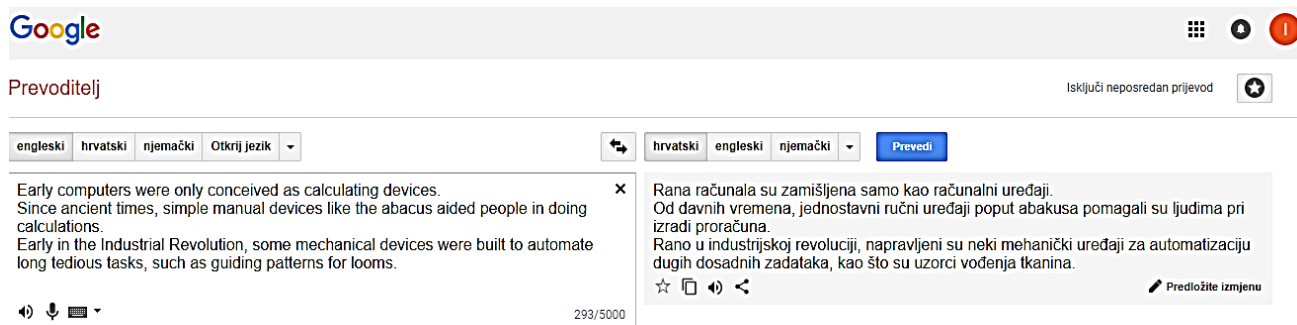 Google
I
Prevoditelj
Isključi neposredan prijevod
engleski hrvatski njemački Otkrij jezik
hrvatski engleski njemački Prevedi
Early computers were only conceived as calculating devices.
Since ancient times, simple manual devices like the abacus aided people in doing
calculations.
Early in the Industrial Revolution, some mechanical devices were built to automate
long tedious tasks, such as guiding patterns for looms.
293/5000
Rana računala su zamišljena samo kao računalni uređaji.
Od davnih vremena, jednostavni ručni uređaji poput abakusa pomagali su ljudima pri
izradi proračuna.
Rano u industrijskoj revoluciji, napravljeni su neki mehanički uređaji za automatizaciju
dugih dosadnih zadataka, kao što su uzorci vođenja tkanina.
Predložite izmjenu